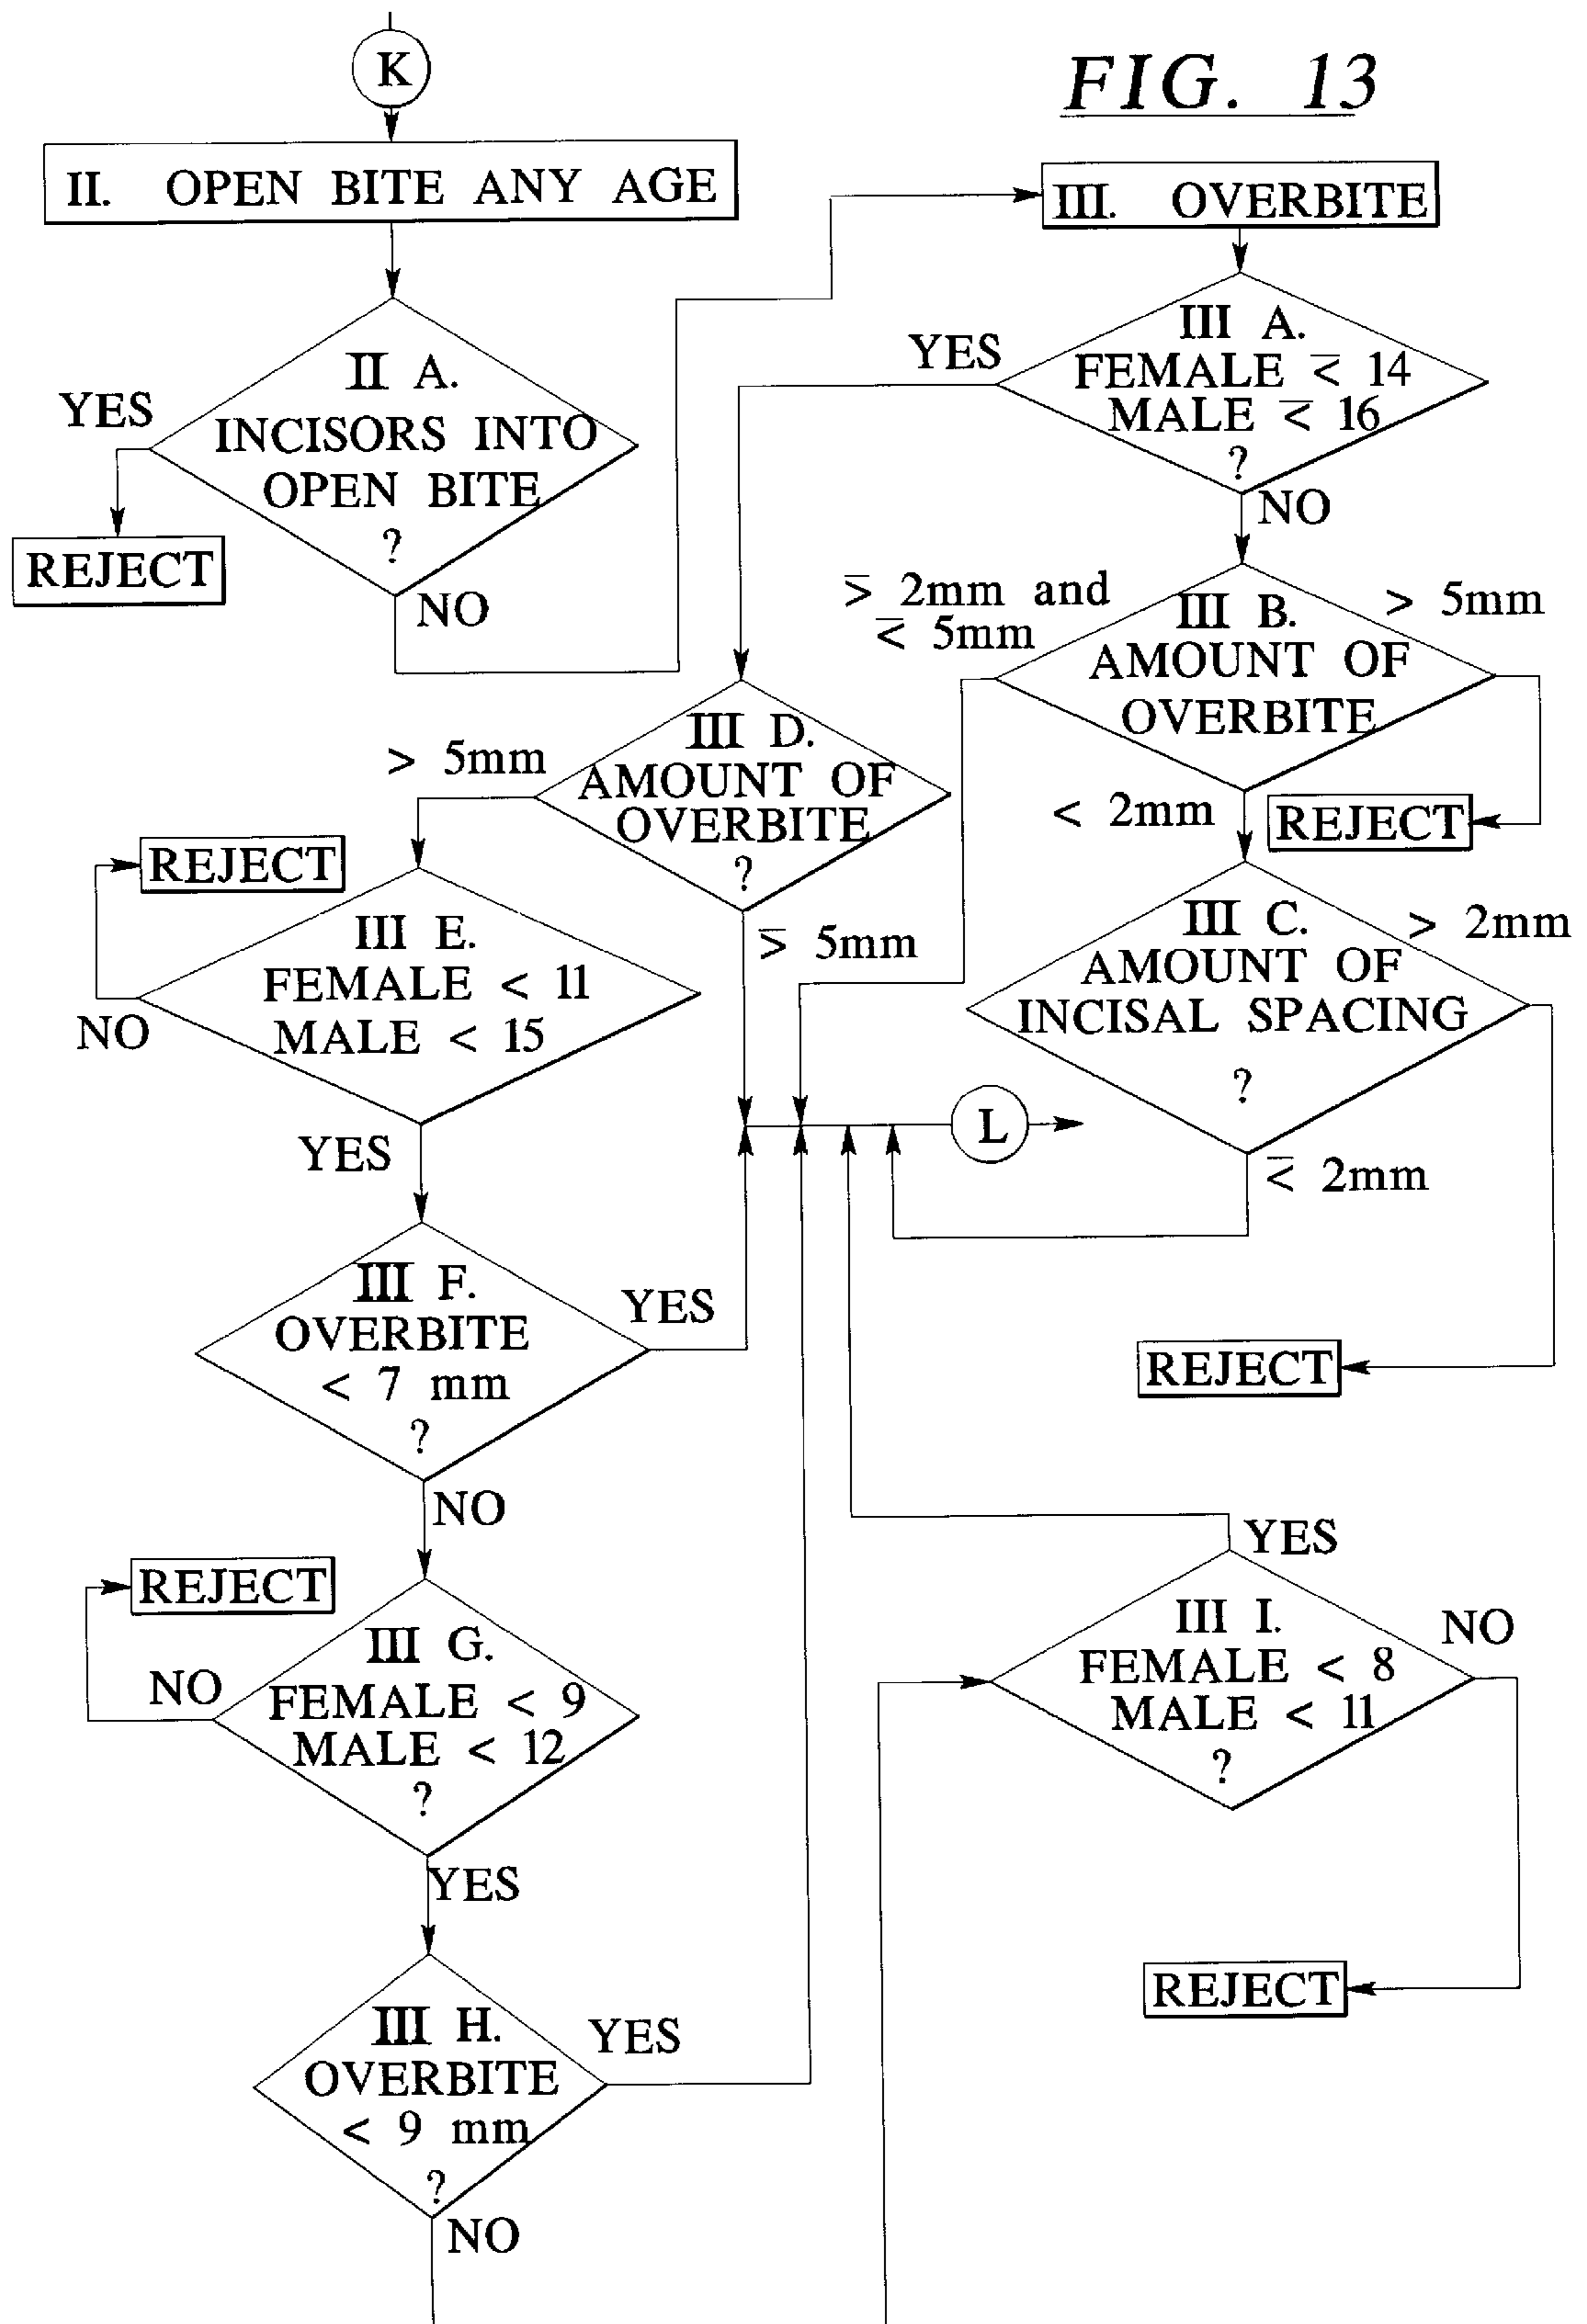 K
FIG. 13
II. OPEN BITE ANY AGE
II A.
INCISORS INTO
OPEN BITE
?
YES
REJECT
NO
III. OVERBITE
III A.
FEMALE ⋜ 14
MALE ⋜ 16
?
YES
NO
⋝ 2mm and
⋜ 5mm
III B.
AMOUNT OF
OVERBITE
> 5mm
REJECT
< 2mm
III C.
AMOUNT OF
INCISAL SPACING
?
> 2mm
⋜ 2mm
REJECT
III D.
AMOUNT OF
OVERBITE
?
> 5mm
⋝ 5mm
REJECT
III E.
FEMALE < 11
MALE < 15
NO
YES
L
III F.
OVERBITE
< 7 mm
?
YES
NO
REJECT
III G.
FEMALE < 9
MALE < 12
?
NO
YES
III H.
OVERBITE
< 9 mm
?
YES
NO
YES
III I.
FEMALE < 8
MALE < 11
?
NO
REJECT